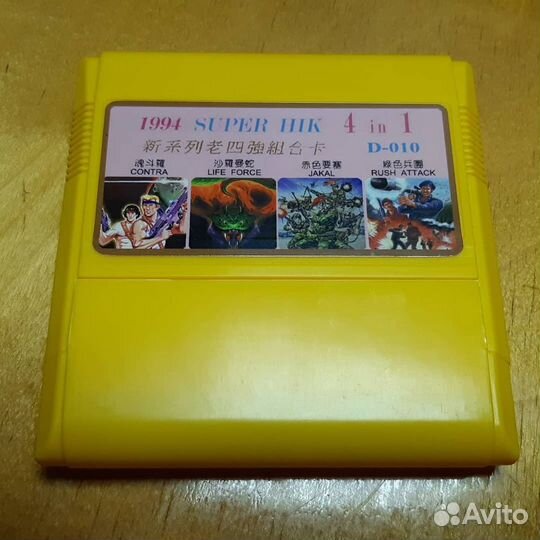 1994 SUPER HIK 4 in 1
新系列老四強組合卡 D-010
魂斗羅 沙羅曼蛇 赤色要塞 綠色兵團
CONTRA LIFE FORCE JAKAL RUSH ATTACK
Avito